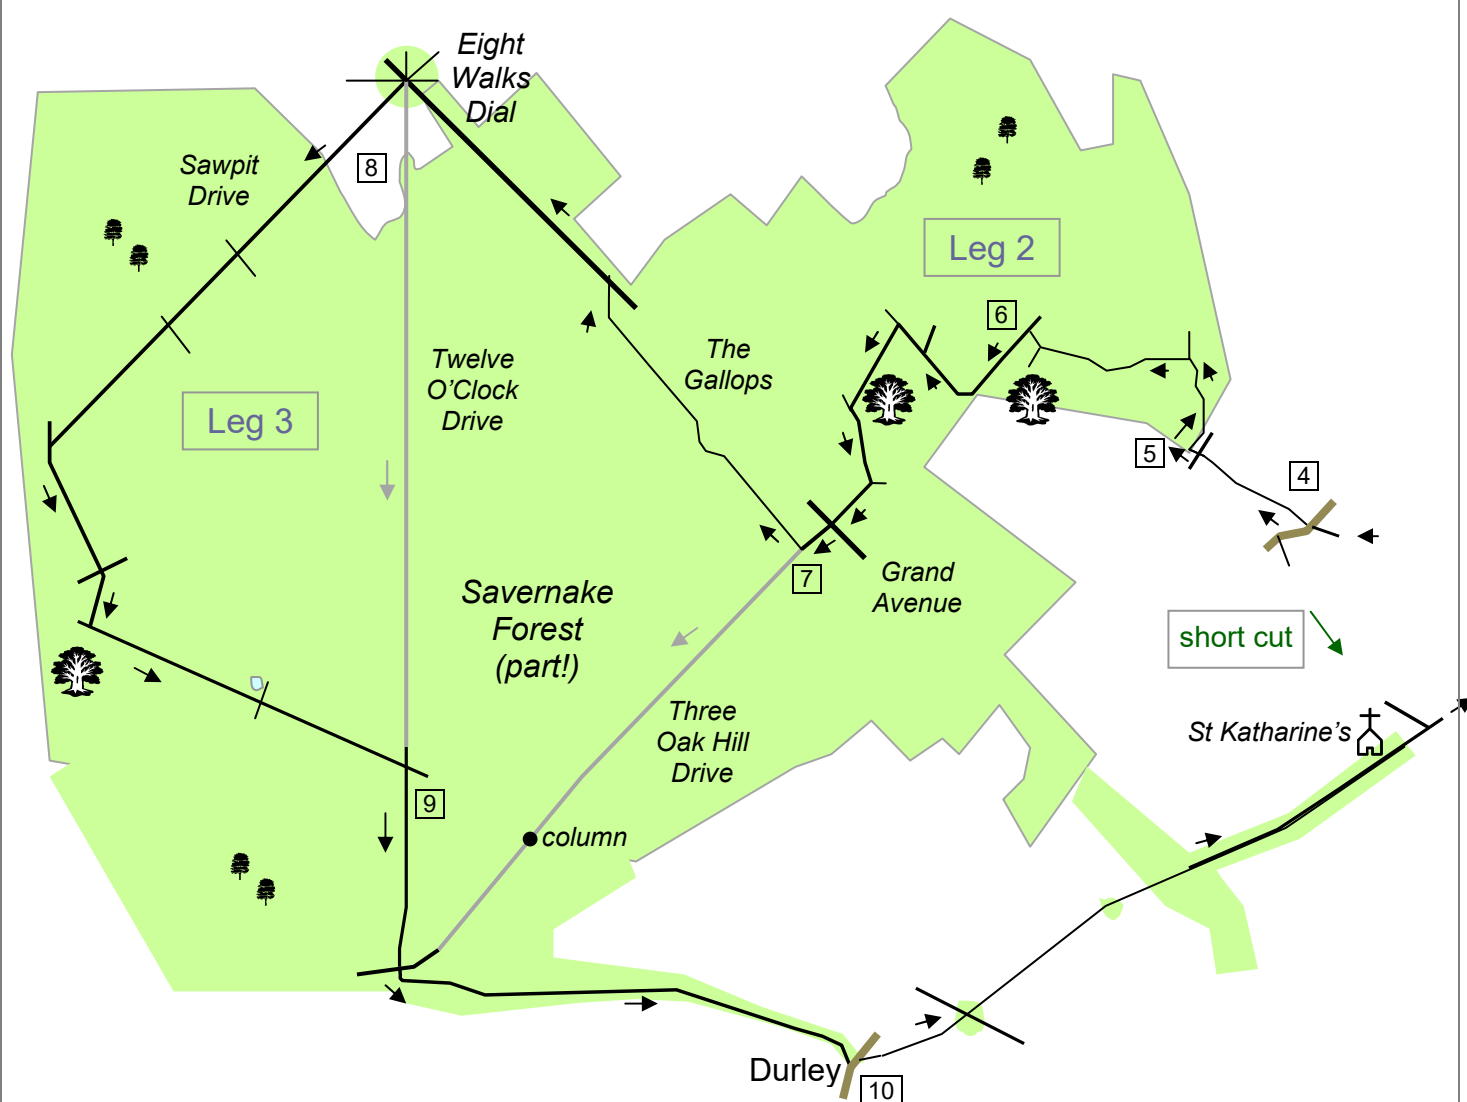 Eight
Walks
Dial
8
Sawpit
Drive
Leg 2
6
Twelve
O'Clock
Drive
The
Gallops
Leg 3
5
4
7
Grand
Avenue
Savernake
Forest
(part!)
short cut
Three
Oak Hill
Drive
St Katharine's
9
column
Durley
10